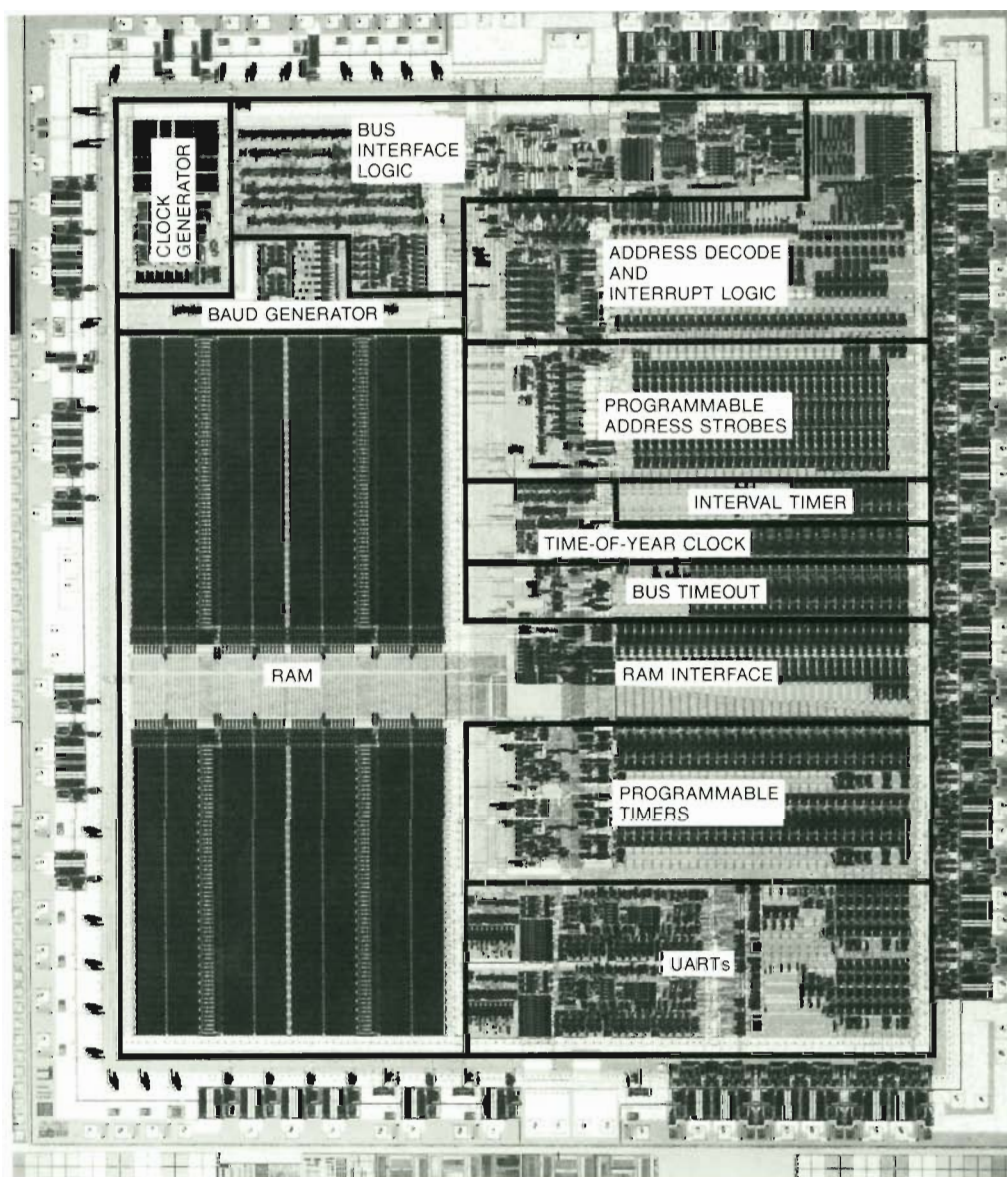 BUS
INTERFACE
LOGIC
CLOCK
GENERATOR
ADDRESS DECODE
AND
INTERRUPT LOGIC
BAUD GENERATOR
PROGRAMMABLE
ADDRESS STROBES
INTERVAL TIMER
TIME-OF-YEAR CLOCK
BUS TIMEOUT
RAM
RAM INTERFACE
PROGRAMMABLE
TIMERS
UARTs